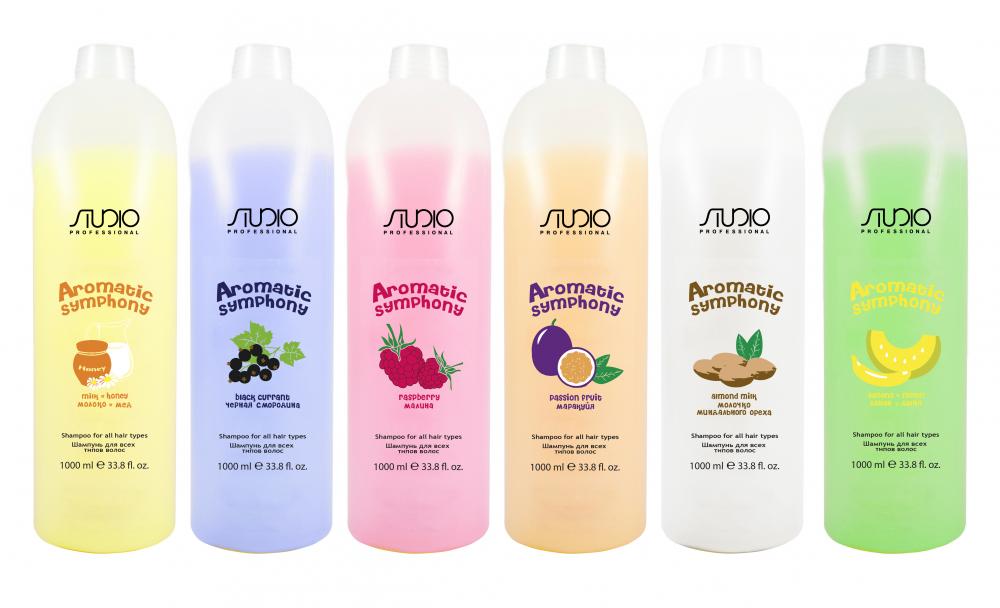 STUDIO
PROFESSIONAL
Aromatic
symphony
Honey
milk + honey
молоко + мед
Shampoo for all hair types
Шампунь для всех
типов волос
1000 ml ℮ 33.8 fl. oz.
STUDIO
PROFESSIONAL
Aromatic
symphony
black currant
черная смородина
Shampoo for all hair types
Шампунь для всех
типов волос
1000 ml ℮ 33.8 fl. oz.
STUDIO
PROFESSIONAL
Aromatic
symphony
raspberry
малина
Shampoo for all hair types
Шампунь для всех
типов волос
1000 ml ℮ 33.8 fl. oz.
STUDIO
PROFESSIONAL
Aromatic
symphony
passion fruit
маракуйя
Shampoo for all hair types
Шампунь для всех
типов волос
1000 ml ℮ 33.8 fl. oz.
STUDIO
PROFESSIONAL
Aromatic
symphony
almond milk
молочко
миндального ореха
Shampoo for all hair types
Шампунь для всех
типов волос
1000 ml ℮ 33.8 fl. oz.
STUDIO
PROFESSIONAL
Aromatic
symphony
Shampoo for all hair types
Шампунь для всех
типов волос
1000 ml ℮ 33.8 fl. oz.